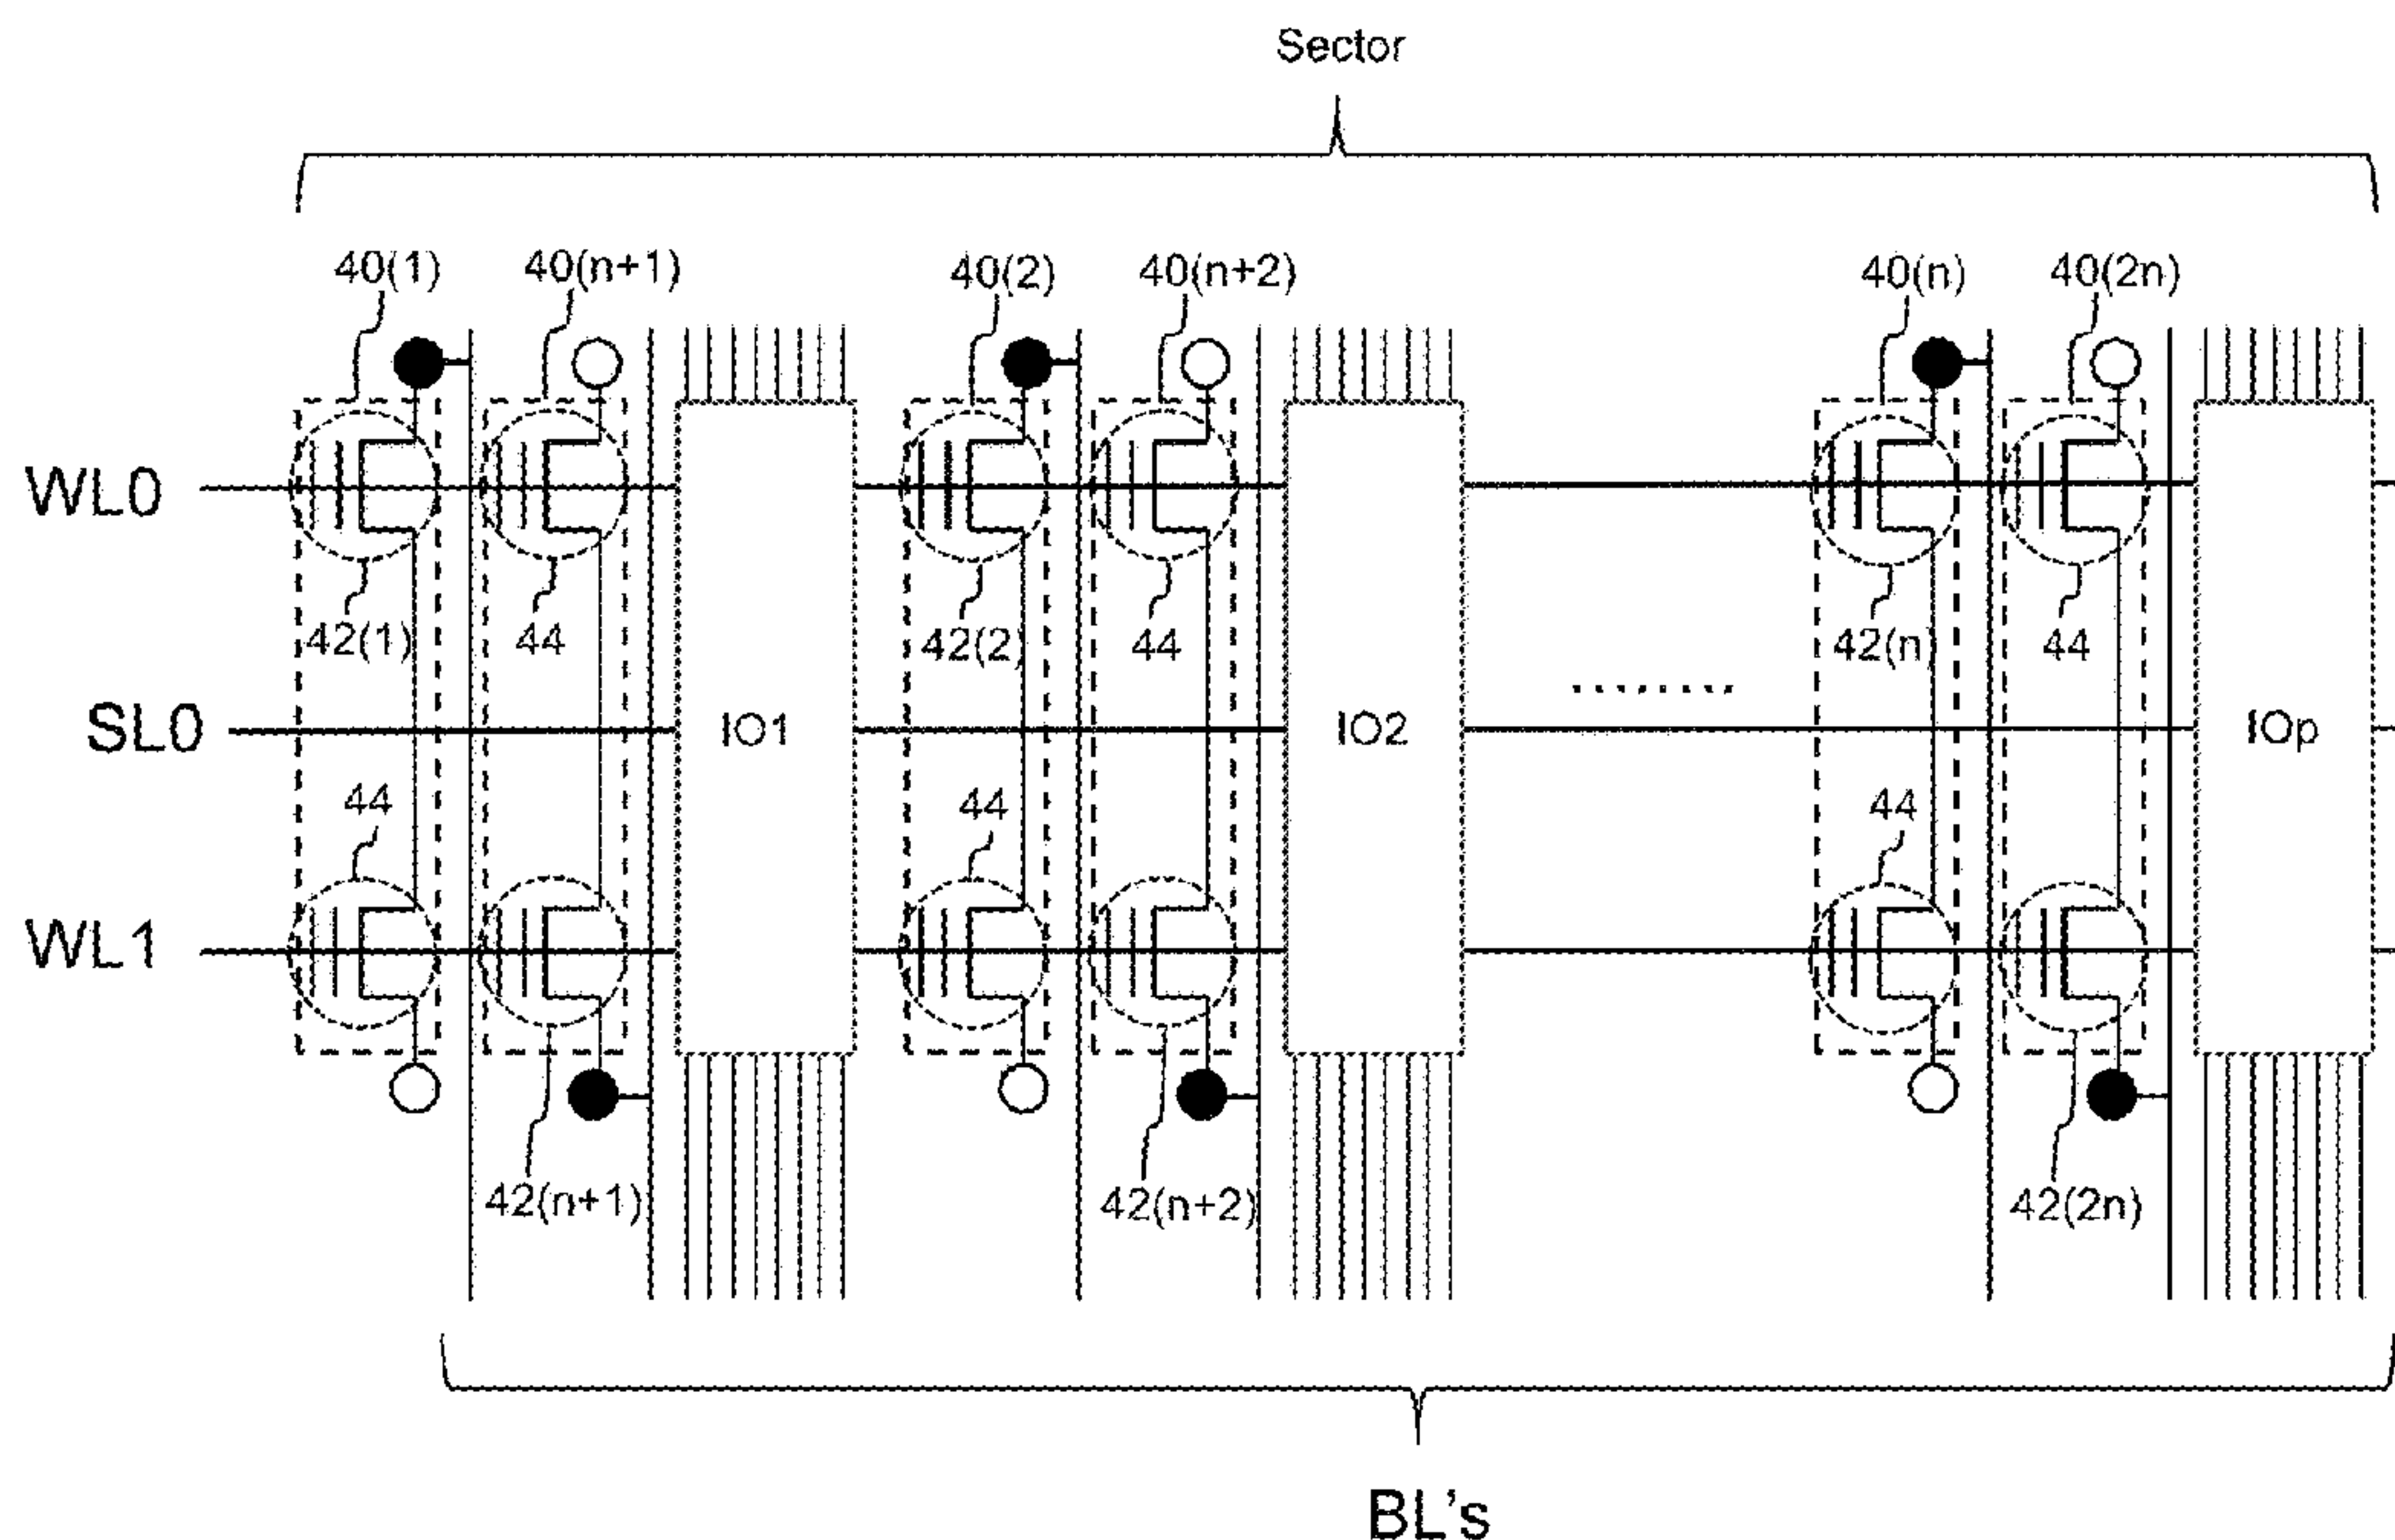 Sector
40(1) 40(n+1) 40(2) 40(n+2) 40(n) 40(2n)
WL0
42(1) 44 42(2) 44 42(n) 44
SL0 IO1 IO2 ........ IOp
44 44 44
WL1
42(n+1) 42(n+2) 42(2n)
BL's